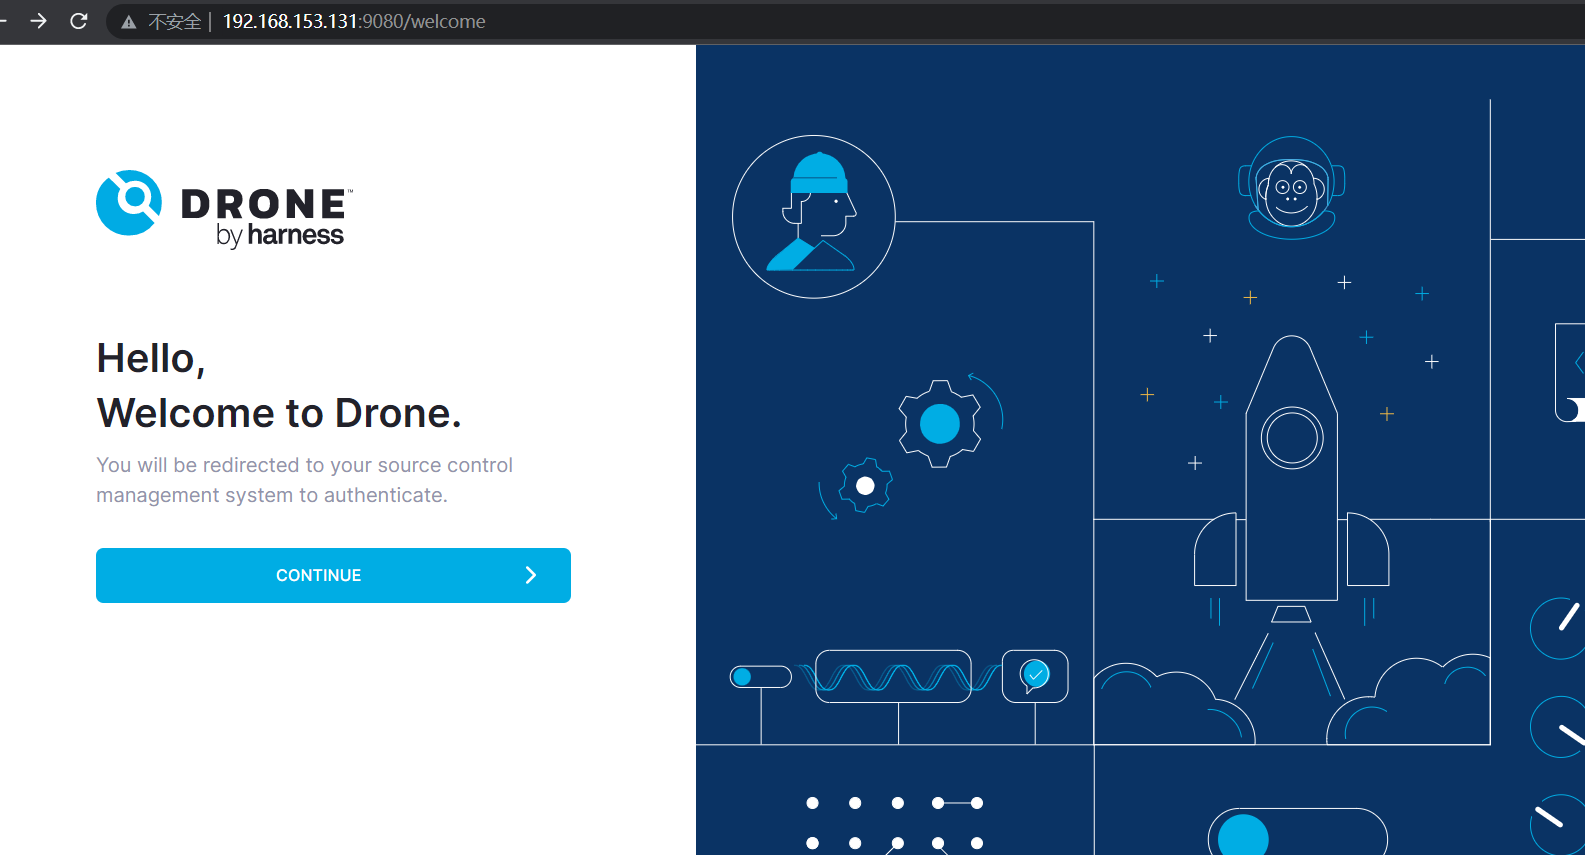 不安全 | 192.168.153.131:9080/welcome
DRONE™
by harness
Hello,
Welcome to Drone.
You will be redirected to your source control
management system to authenticate.
CONTINUE